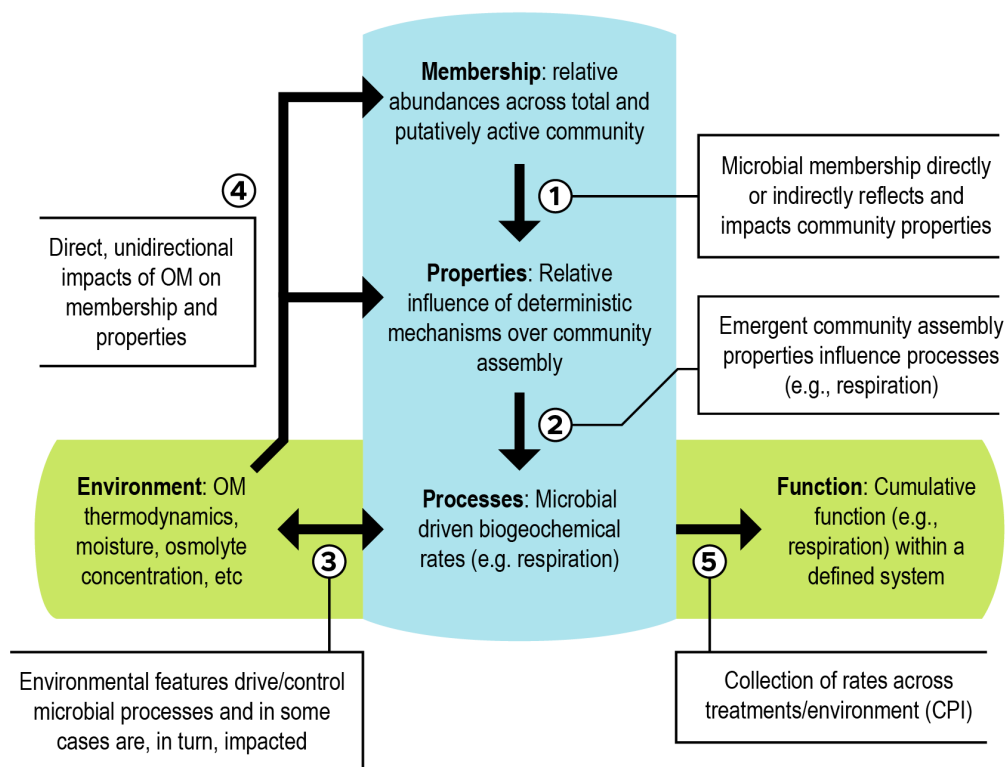 Membership: relative
abundances across total and
putatively active community
1
Microbial membership directly
or indirectly reflects and
impacts community properties
4
Direct, unidirectional
impacts of OM on
membership and
properties
Properties: Relative
influence of deterministic
mechanisms over community
assembly
2
Emergent community assembly
properties influence processes
(e.g., respiration)
Environment: OM
thermodynamics,
moisture, osmolyte
concentration, etc
3
Processes: Microbial
driven biogeochemical
rates (e.g. respiration)
5
Function: Cumulative
function (e.g.,
respiration) within a
defined system
Environmental features drive/control
microbial processes and in some
cases are, in turn, impacted
Collection of rates across
treatments/environment (CPI)